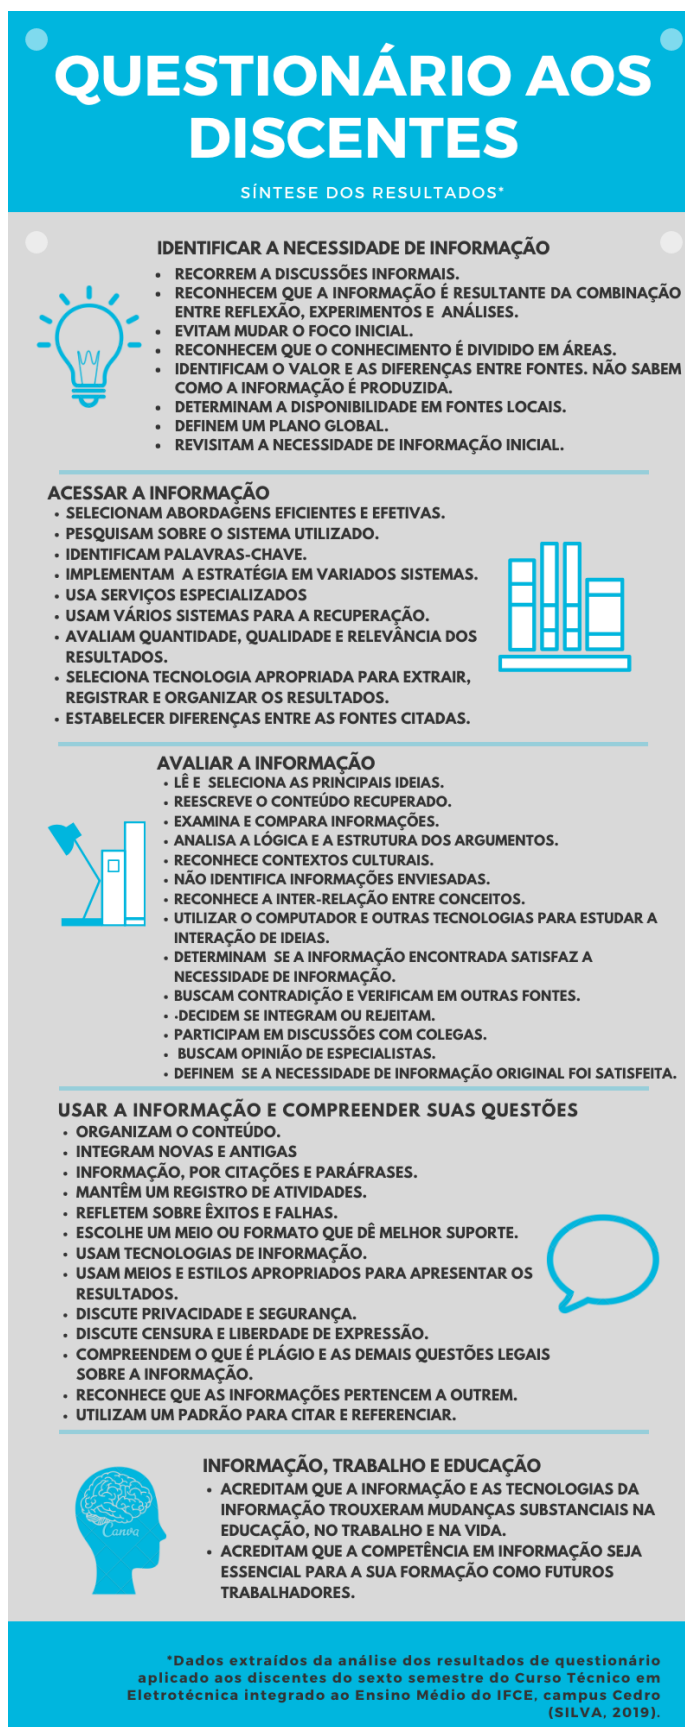 QUESTIONÁRIO AOS
DISCENTES
SÍNTESE DOS RESULTADOS*
IDENTIFICAR A NECESSIDADE DE INFORMAÇÃO
• RECORREM A DISCUSSÕES INFORMAIS.
• RECONHECEM QUE A INFORMAÇÃO É RESULTANTE DA COMBINAÇÃO
ENTRE REFLEXÃO, EXPERIMENTOS E ANÁLISES.
• EVITAM MUDAR O FOCO INICIAL.
• RECONHECEM QUE O CONHECIMENTO É DIVIDIDO EM ÁREAS.
• IDENTIFICAM O VALOR E AS DIFERENÇAS ENTRE FONTES. NÃO SABEM
COMO A INFORMAÇÃO É PRODUZIDA.
• DETERMINAM A DISPONIBILIDADE EM FONTES LOCAIS.
• DEFINEM UM PLANO GLOBAL.
• REVISITAM A NECESSIDADE DE INFORMAÇÃO INICIAL.
ACESSAR A INFORMAÇÃO
• SELECIONAM ABORDAGENS EFICIENTES E EFETIVAS.
• PESQUISAM SOBRE O SISTEMA UTILIZADO.
• IDENTIFICAM PALAVRAS-CHAVE.
• IMPLEMENTAM A ESTRATÉGIA EM VARIADOS SISTEMAS.
• USA SERVIÇOS ESPECIALIZADOS
• USAM VÁRIOS SISTEMAS PARA A RECUPERAÇÃO.
• AVALIAM QUANTIDADE, QUALIDADE E RELEVÂNCIA DOS
RESULTADOS.
• SELECIONA TECNOLOGIA APROPRIADA PARA EXTRAIR,
REGISTRAR E ORGANIZAR OS RESULTADOS.
• ESTABELECER DIFERENÇAS ENTRE AS FONTES CITADAS.
AVALIAR A INFORMAÇÃO
• LÊ E SELECIONA AS PRINCIPAIS IDEIAS.
• REESCREVE O CONTEÚDO RECUPERADO.
• EXAMINA E COMPARA INFORMAÇÕES.
• ANALISA A LÓGICA E A ESTRUTURA DOS ARGUMENTOS.
• RECONHECE CONTEXTOS CULTURAIS.
• NÃO IDENTIFICA INFORMAÇÕES ENVIESADAS.
• RECONHECE A INTER-RELAÇÃO ENTRE CONCEITOS.
• UTILIZAR O COMPUTADOR E OUTRAS TECNOLOGIAS PARA ESTUDAR A
INTERAÇÃO DE IDEIAS.
• DETERMINAM SE A INFORMAÇÃO ENCONTRADA SATISFAZ A
NECESSIDADE DE INFORMAÇÃO.
• BUSCAM CONTRADIÇÃO E VERIFICAM EM OUTRAS FONTES.
• ·DECIDEM SE INTEGRAM OU REJEITAM.
• PARTICIPAM EM DISCUSSÕES COM COLEGAS.
• BUSCAM OPINIÃO DE ESPECIALISTAS.
• DEFINEM SE A NECESSIDADE DE INFORMAÇÃO ORIGINAL FOI SATISFEITA.
USAR A INFORMAÇÃO E COMPREENDER SUAS QUESTÕES
• ORGANIZAM O CONTEÚDO.
• INTEGRAM NOVAS E ANTIGAS
• INFORMAÇÃO, POR CITAÇÕES E PARÁFRASES.
• MANTÊM UM REGISTRO DE ATIVIDADES.
• REFLETEM SOBRE ÊXITOS E FALHAS.
• ESCOLHE UM MEIO OU FORMATO QUE DÊ MELHOR SUPORTE.
• USAM TECNOLOGIAS DE INFORMAÇÃO.
• USAM MEIOS E ESTILOS APROPRIADOS PARA APRESENTAR OS
RESULTADOS.
• DISCUTE PRIVACIDADE E SEGURANÇA.
• DISCUTE CENSURA E LIBERDADE DE EXPRESSÃO.
• COMPREENDEM O QUE É PLÁGIO E AS DEMAIS QUESTÕES LEGAIS
SOBRE A INFORMAÇÃO.
• RECONHECE QUE AS INFORMAÇÕES PERTENCEM A OUTREM.
• UTILIZAM UM PADRÃO PARA CITAR E REFERENCIAR.
INFORMAÇÃO, TRABALHO E EDUCAÇÃO
• ACREDITAM QUE A INFORMAÇÃO E AS TECNOLOGIAS DA
INFORMAÇÃO TROUXERAM MUDANÇAS SUBSTANCIAIS NA
EDUCAÇÃO, NO TRABALHO E NA VIDA.
• ACREDITAM QUE A COMPETÊNCIA EM INFORMAÇÃO SEJA
ESSENCIAL PARA A SUA FORMAÇÃO COMO FUTUROS
TRABALHADORES.
Canva
*Dados extraídos da análise dos resultados de questionário
aplicado aos discentes do sexto semestre do Curso Técnico em
Eletrotécnica integrado ao Ensino Médio do IFCE, campus Cedro
(SILVA, 2019).